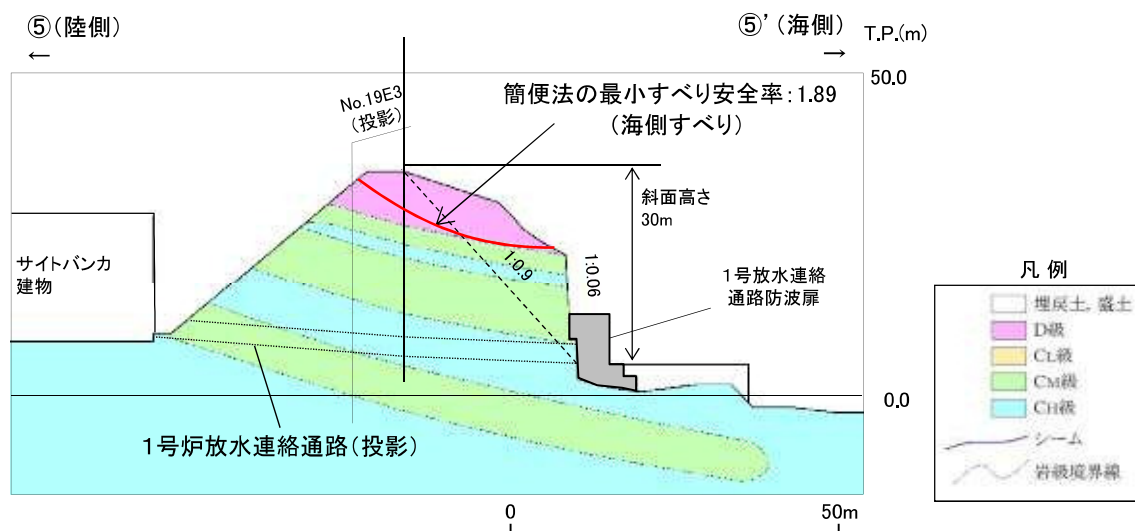 ⑤(陸側)
←
⑤’(海側)
→
T.P.(m)
50.0
No.19E3
(投影)
簡便法の最小すべり安全率:1.89
(海側すべり)
斜面高さ
30m
サイトバンカ
建物
1:0.9
1:0.06
1号放水連絡
通路防波扉
0.0
1号炉放水連絡通路(投影)
0
50m
凡 例
埋戻土, 盛土
D級
CL級
CM級
CH級
シーム
岩級境界線